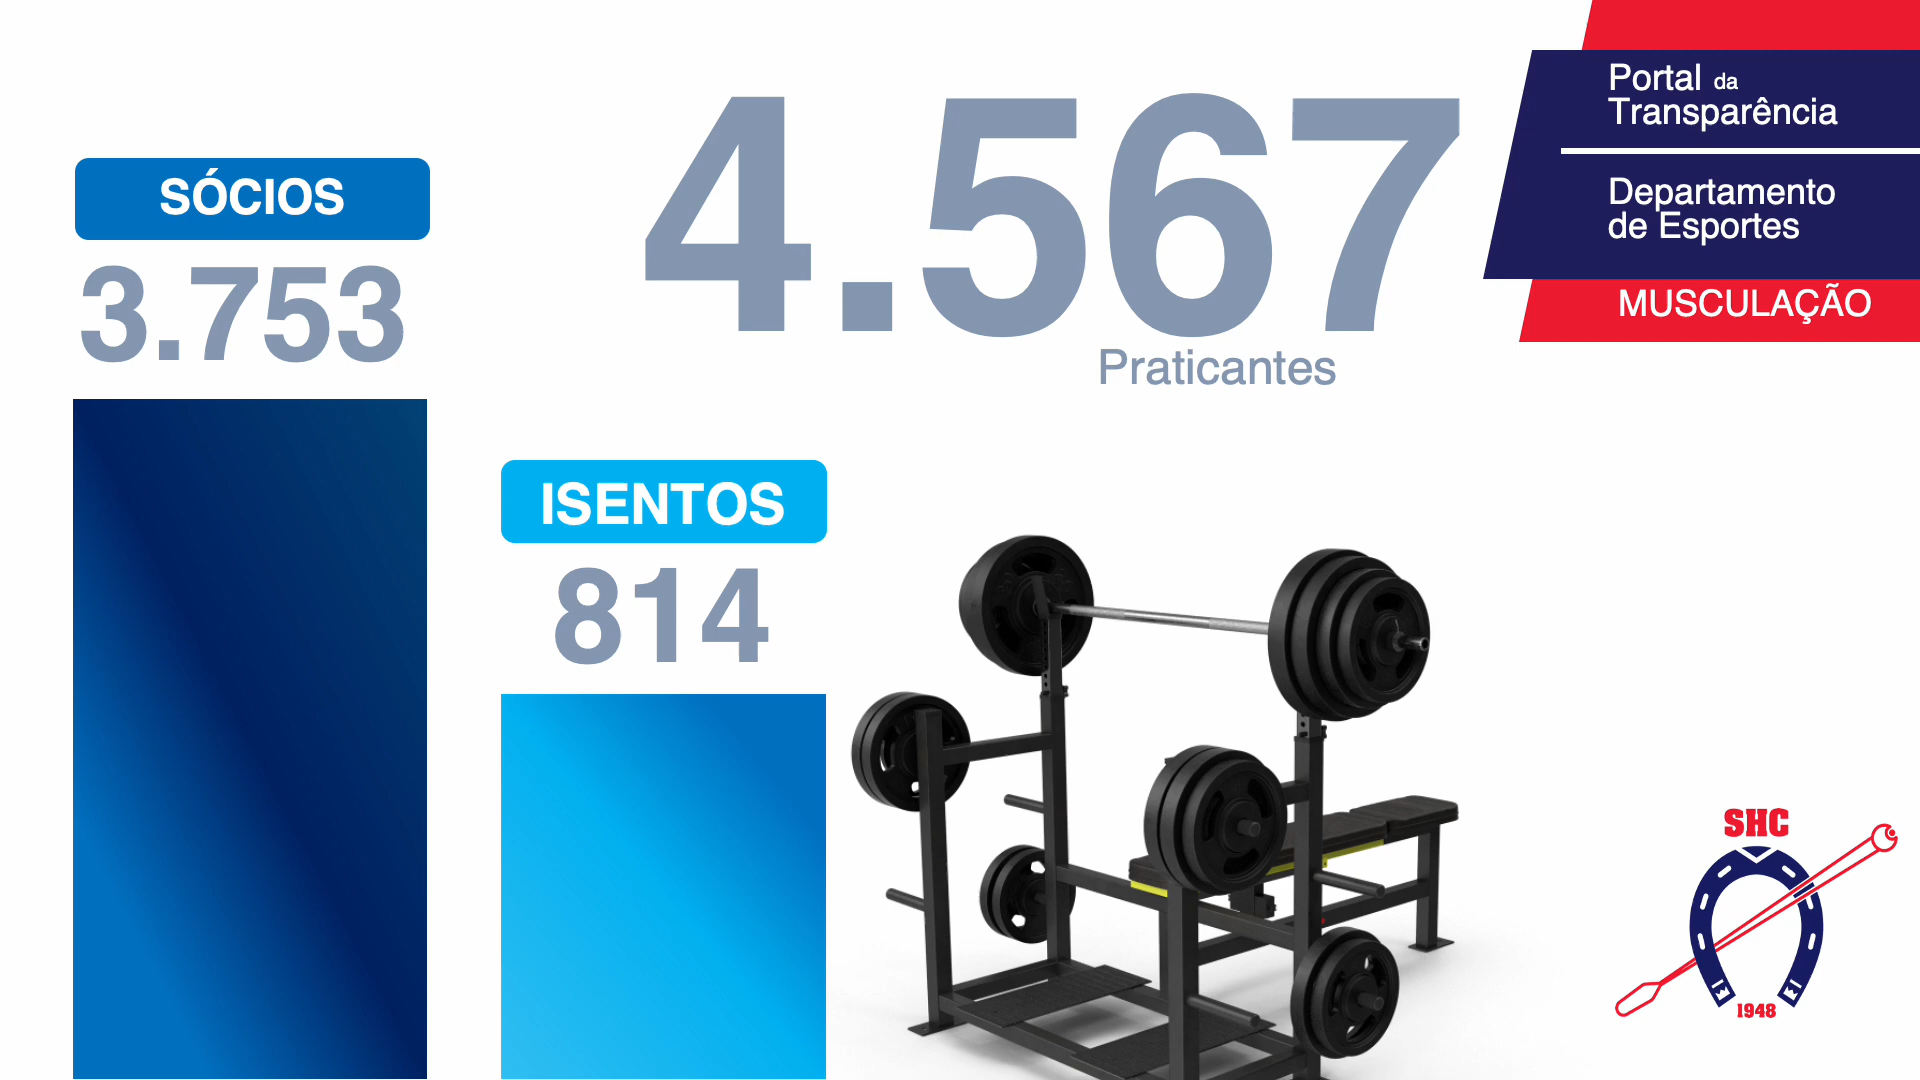 Portal da
Transparência
Departamento
de Esportes
MUSCULAÇÃO
4.567
Praticantes
SÓCIOS
3.753
ISENTOS
814
SHC
1948